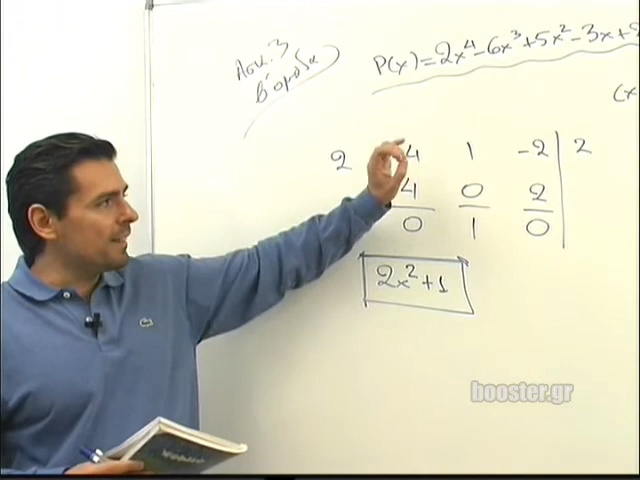 Ασκ. 3
β' ομάδα
P(x)=2x⁴-6x³+5x²-3x+2
(x
2 -4 1 -2 | 2
4 0 2
0 1 0
2x²+1
booster.gr